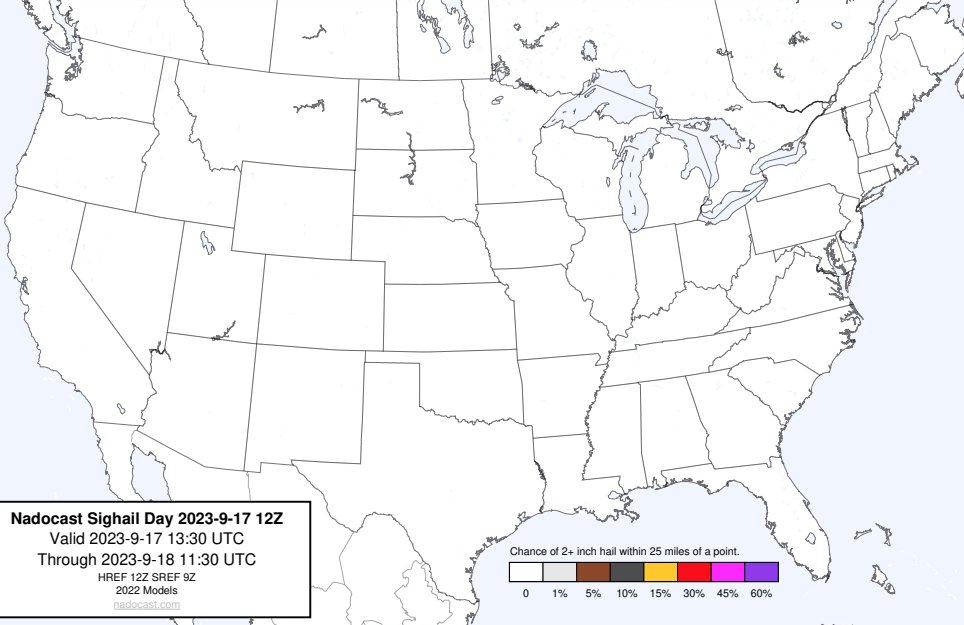 Nadocast Sighail Day 2023-9-17 12Z
Valid 2023-9-17 13:30 UTC
Through 2023-9-18 11:30 UTC
HREF 12Z SREF 9Z
2022 Models
nadocast.com
Chance of 2+ inch hail within 25 miles of a point.
0 1% 5% 10% 15% 30% 45% 60%